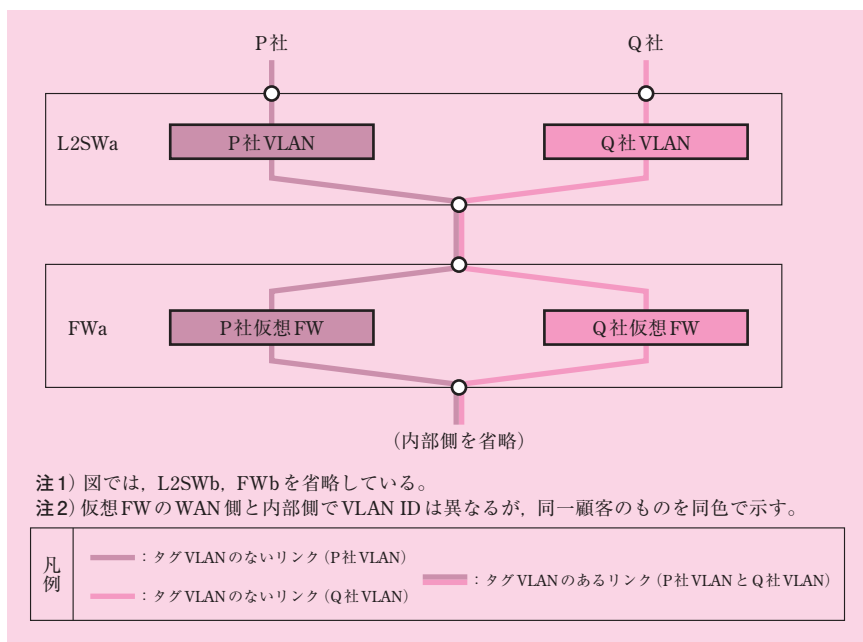 P社
Q社
L2SWa
P社VLAN
Q社VLAN
FWa
P社仮想FW
Q社仮想FW
(内部側を省略)
注1) 図では，L2SWb，FWbを省略している。
注2) 仮想FWのWAN側と内部側でVLAN IDは異なるが，同一顧客のものを同色で示す。
凡例
：タグVLANのないリンク(P社VLAN)
：タグVLANのないリンク(Q社VLAN)
：タグVLANのあるリンク(P社VLANとQ社VLAN)